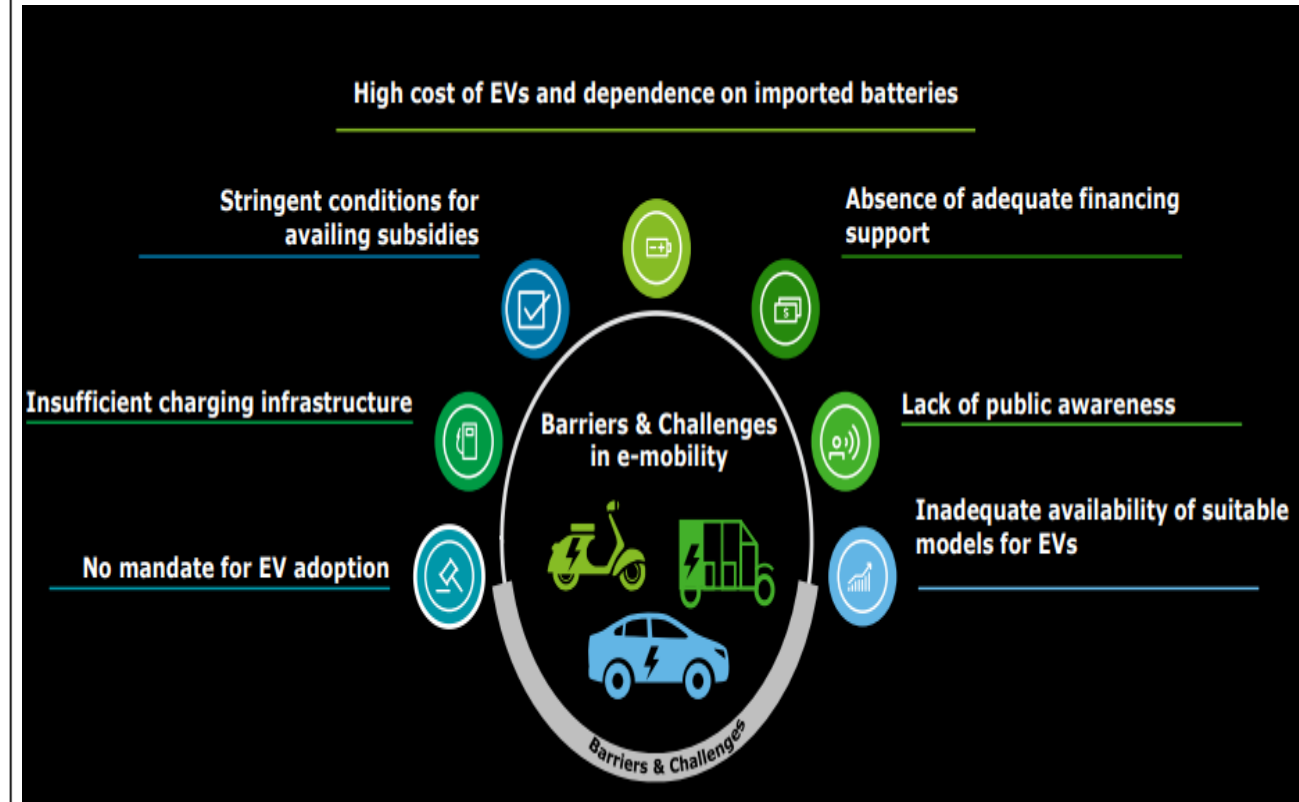 High cost of EVs and dependence on imported batteries
Stringent conditions for
availing subsidies
Absence of adequate financing
support
Insufficient charging infrastructure
Lack of public awareness
No mandate for EV adoption
Inadequate availability of suitable
models for EVs
Barriers & Challenges
in e-mobility
$
Barriers & Challenges